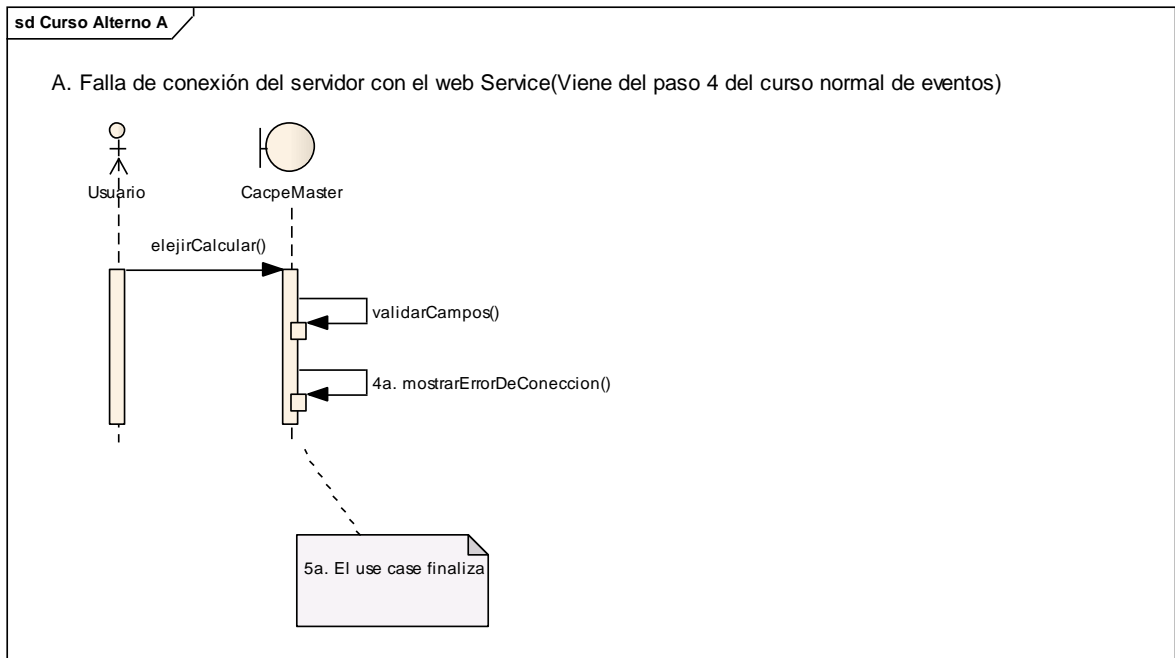 sd Curso Alterno A
A. Falla de conexión del servidor con el web Service(Viene del paso 4 del curso normal de eventos)
Usuario
CacpeMaster
elejirCalcular()
validarCampos()
4a. mostrarErrorDeConeccion()
5a. El use case finaliza